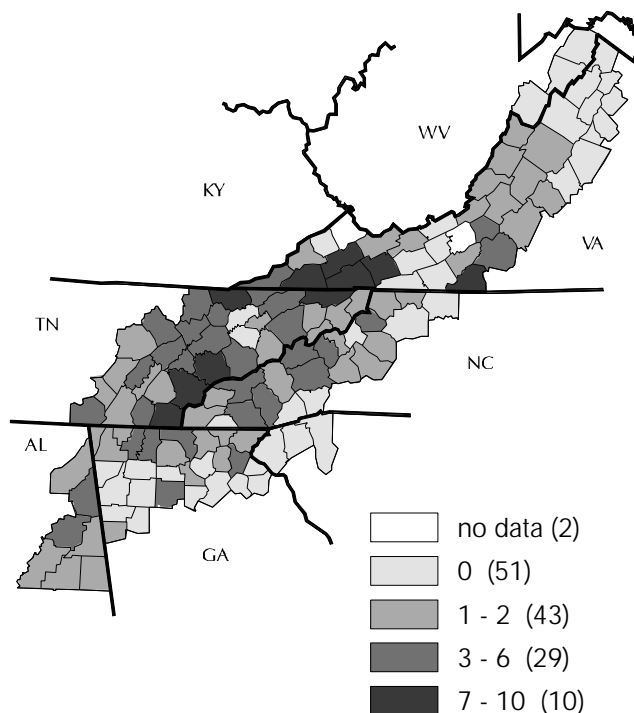 WV
KY
VA
TN
NC
AL
GA
no data (2)
0 (51)
1 - 2 (43)
3 - 6 (29)
7 - 10 (10)